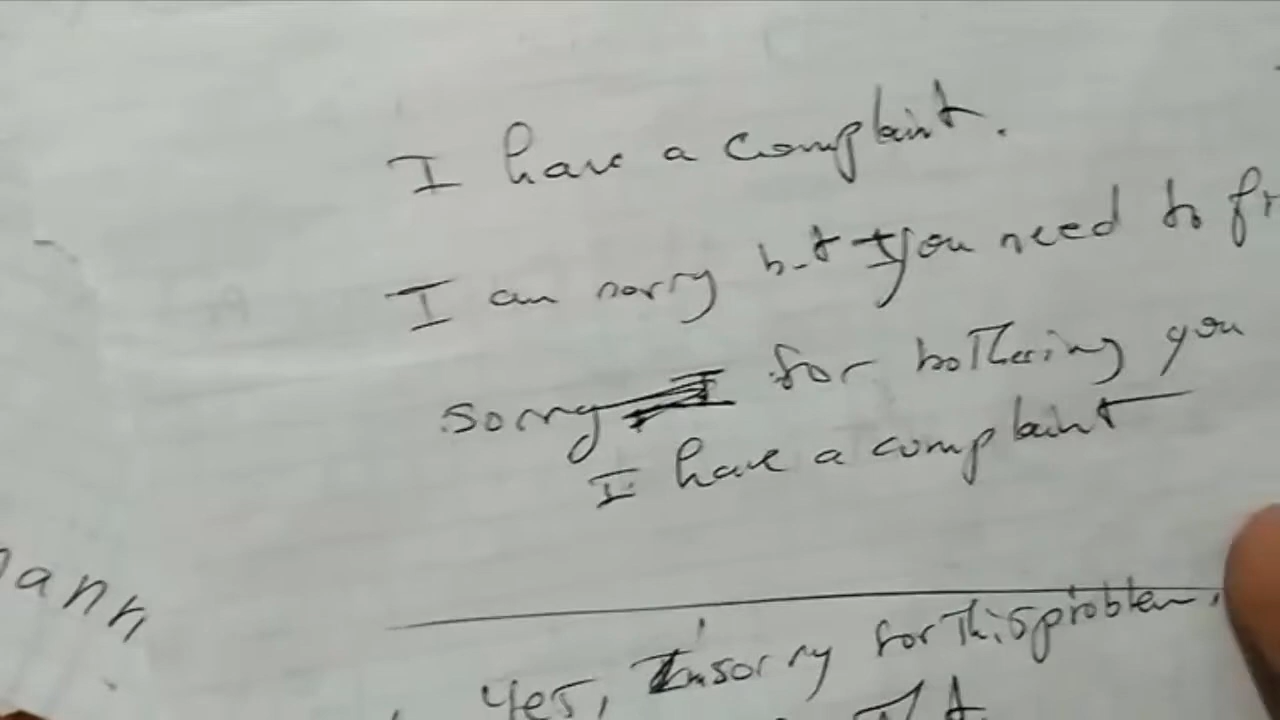 I have a complaint.
I am sorry but you need to
sorry for bothering you
I have a complaint
Yes, I'm sorry for this problem.